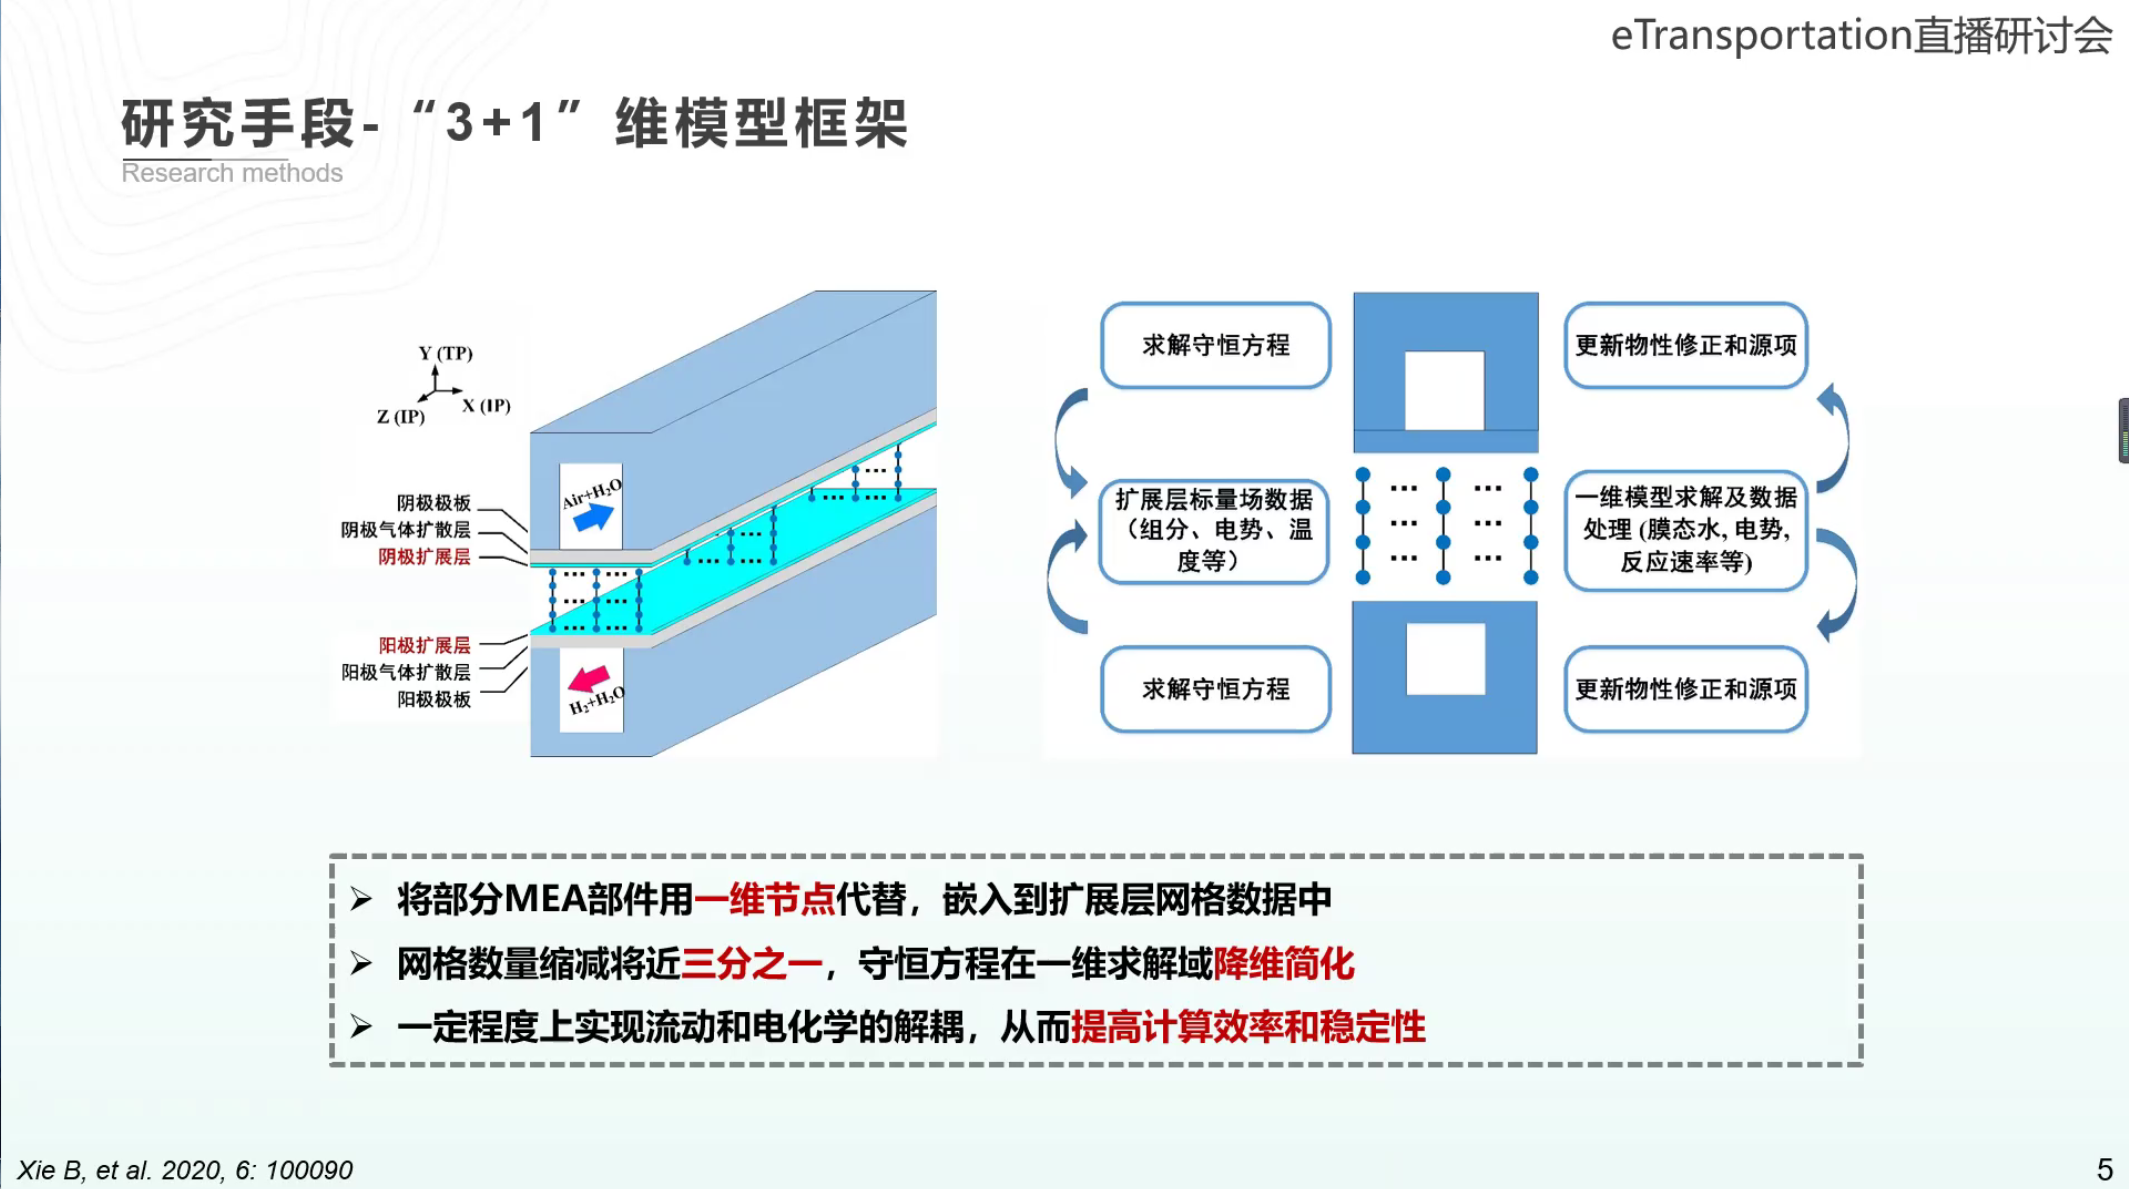 eTransportation直播研讨会
研究手段-“3+1”维模型框架
Research methods
Y (TP)
X (IP)
Z (IP)
阴极极板
阴极气体扩散层
阴极扩展层
阳极扩展层
阳极气体扩散层
阳极极板
Air+H₂O
H₂+H₂O
求解守恒方程
扩展层标量场数据
（组分、电势、温
度等）
求解守恒方程
更新物性修正和源项
一维模型求解及数据
处理 (膜态水, 电势,
反应速率等)
更新物性修正和源项
➢ 将部分MEA部件用一维节点代替，嵌入到扩展层网格数据中
➢ 网格数量缩减将近三分之一，守恒方程在一维求解域降维简化
➢ 一定程度上实现流动和电化学的解耦，从而提高计算效率和稳定性
Xie B, et al. 2020, 6: 100090
5